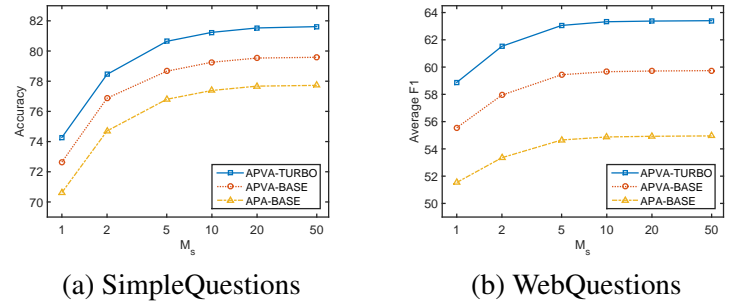 82
80
78
76
74
72
70
Accuracy
1 2 5 10 20 50
M_s
APVA-TURBO
APVA-BASE
APA-BASE
(a) SimpleQuestions
64
62
60
58
56
54
52
50
Average F1
1 2 5 10 20 50
M_s
APVA-TURBO
APVA-BASE
APA-BASE
(b) WebQuestions